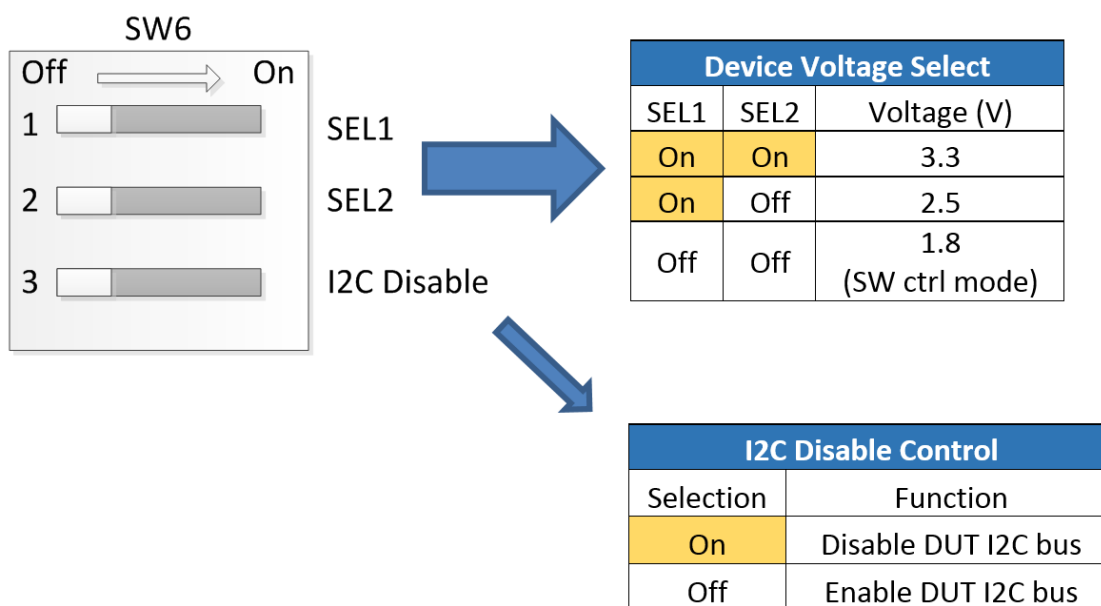 SW6
Off On
1
SEL1
2
SEL2
3
I2C Disable
Device Voltage Select
SEL1 SEL2 Voltage (V)
On On 3.3
On Off 2.5
Off Off 1.8
(SW ctrl mode)
I2C Disable Control
Selection Function
On Disable DUT I2C bus
Off Enable DUT I2C bus